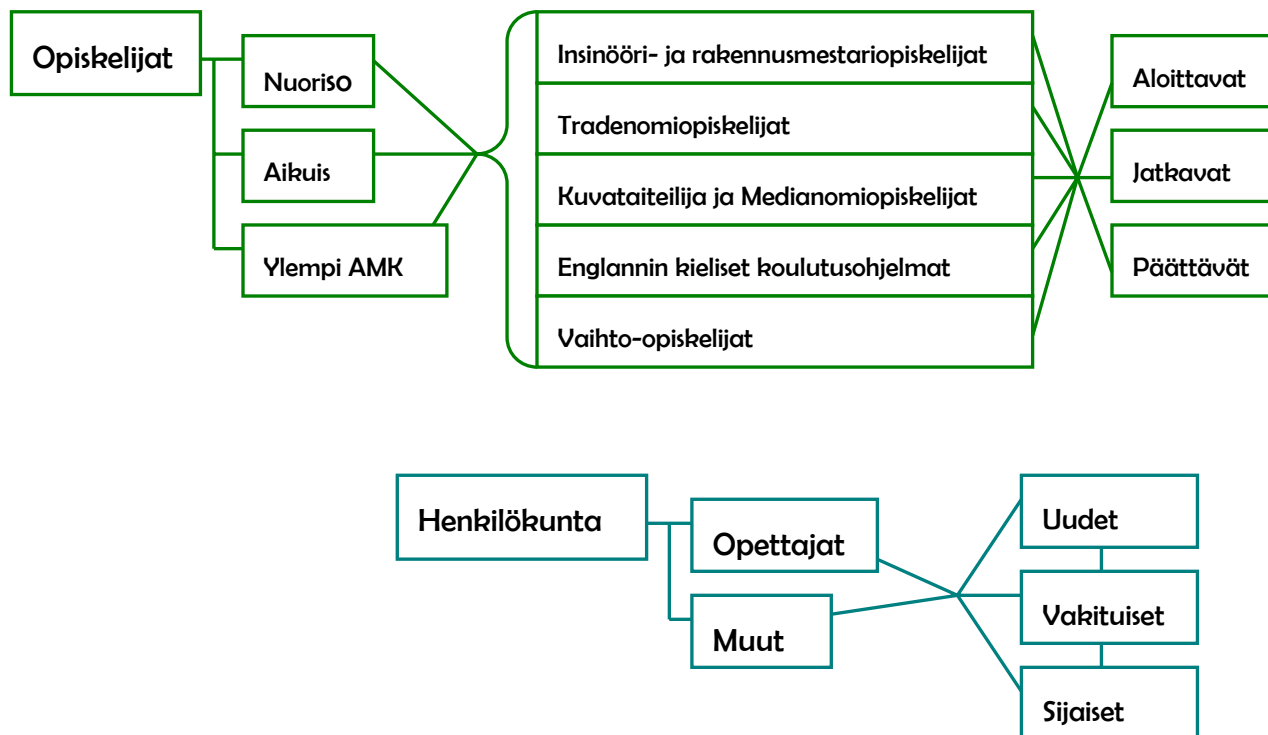 Opiskelijat
Nuoriso
Aikuis
Ylempi AMK
Insinööri- ja rakennusmestariopiskelijat
Tradenomiopiskelijat
Kuvataiteilija ja Medianomiopiskelijat
Englannin kieliset koulutusohjelmat
Vaihto-opiskelijat
Aloittavat
Jatkavat
Päättävät
Henkilökunta
Opettajat
Muut
Uudet
Vakituiset
Sijaiset